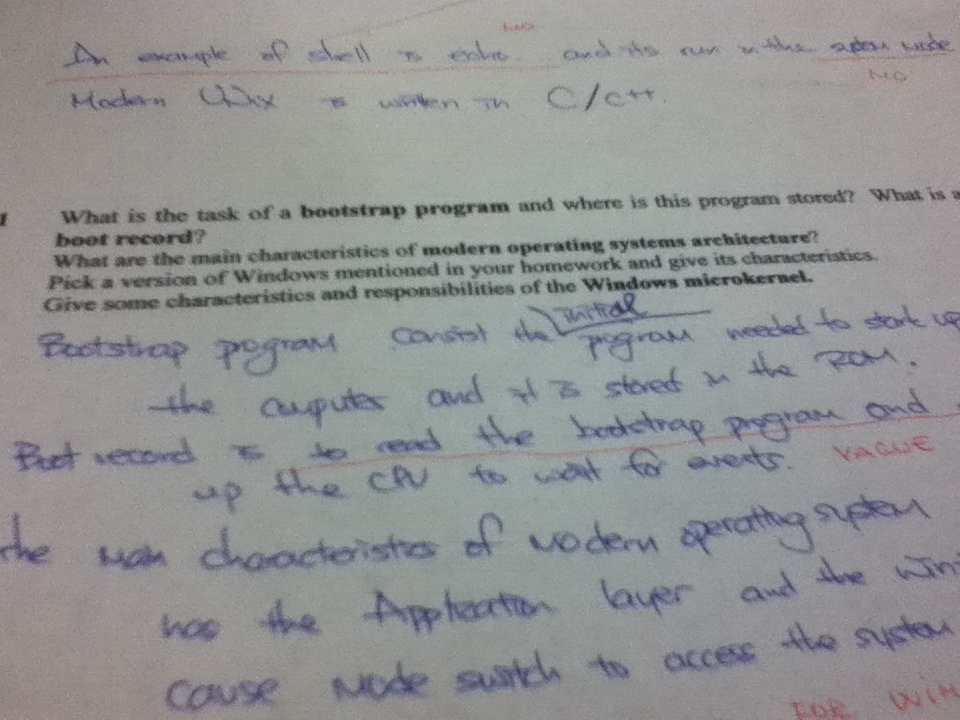 NO
An example of shell is echo. and its run in the system mode
NO
Modern Unix is written in C/C++.
1 What is the task of a bootstrap program and where is this program stored? What is a
boot record?
What are the main characteristics of modern operating systems architecture?
Pick a version of Windows mentioned in your homework and give its characteristics.
Give some characteristics and responsibilities of the Windows microkernel.
initial
Bootstrap pogram consist the pogram needed to start up
the computer and it is stored in the ROM.
Boot record is to read the bootstrap program and
VAGUE
up the CPU to wait for events.
the main characteristics of modern operating system
has the Application layer and the Win
cause mode switch to access the system
FOR WIN